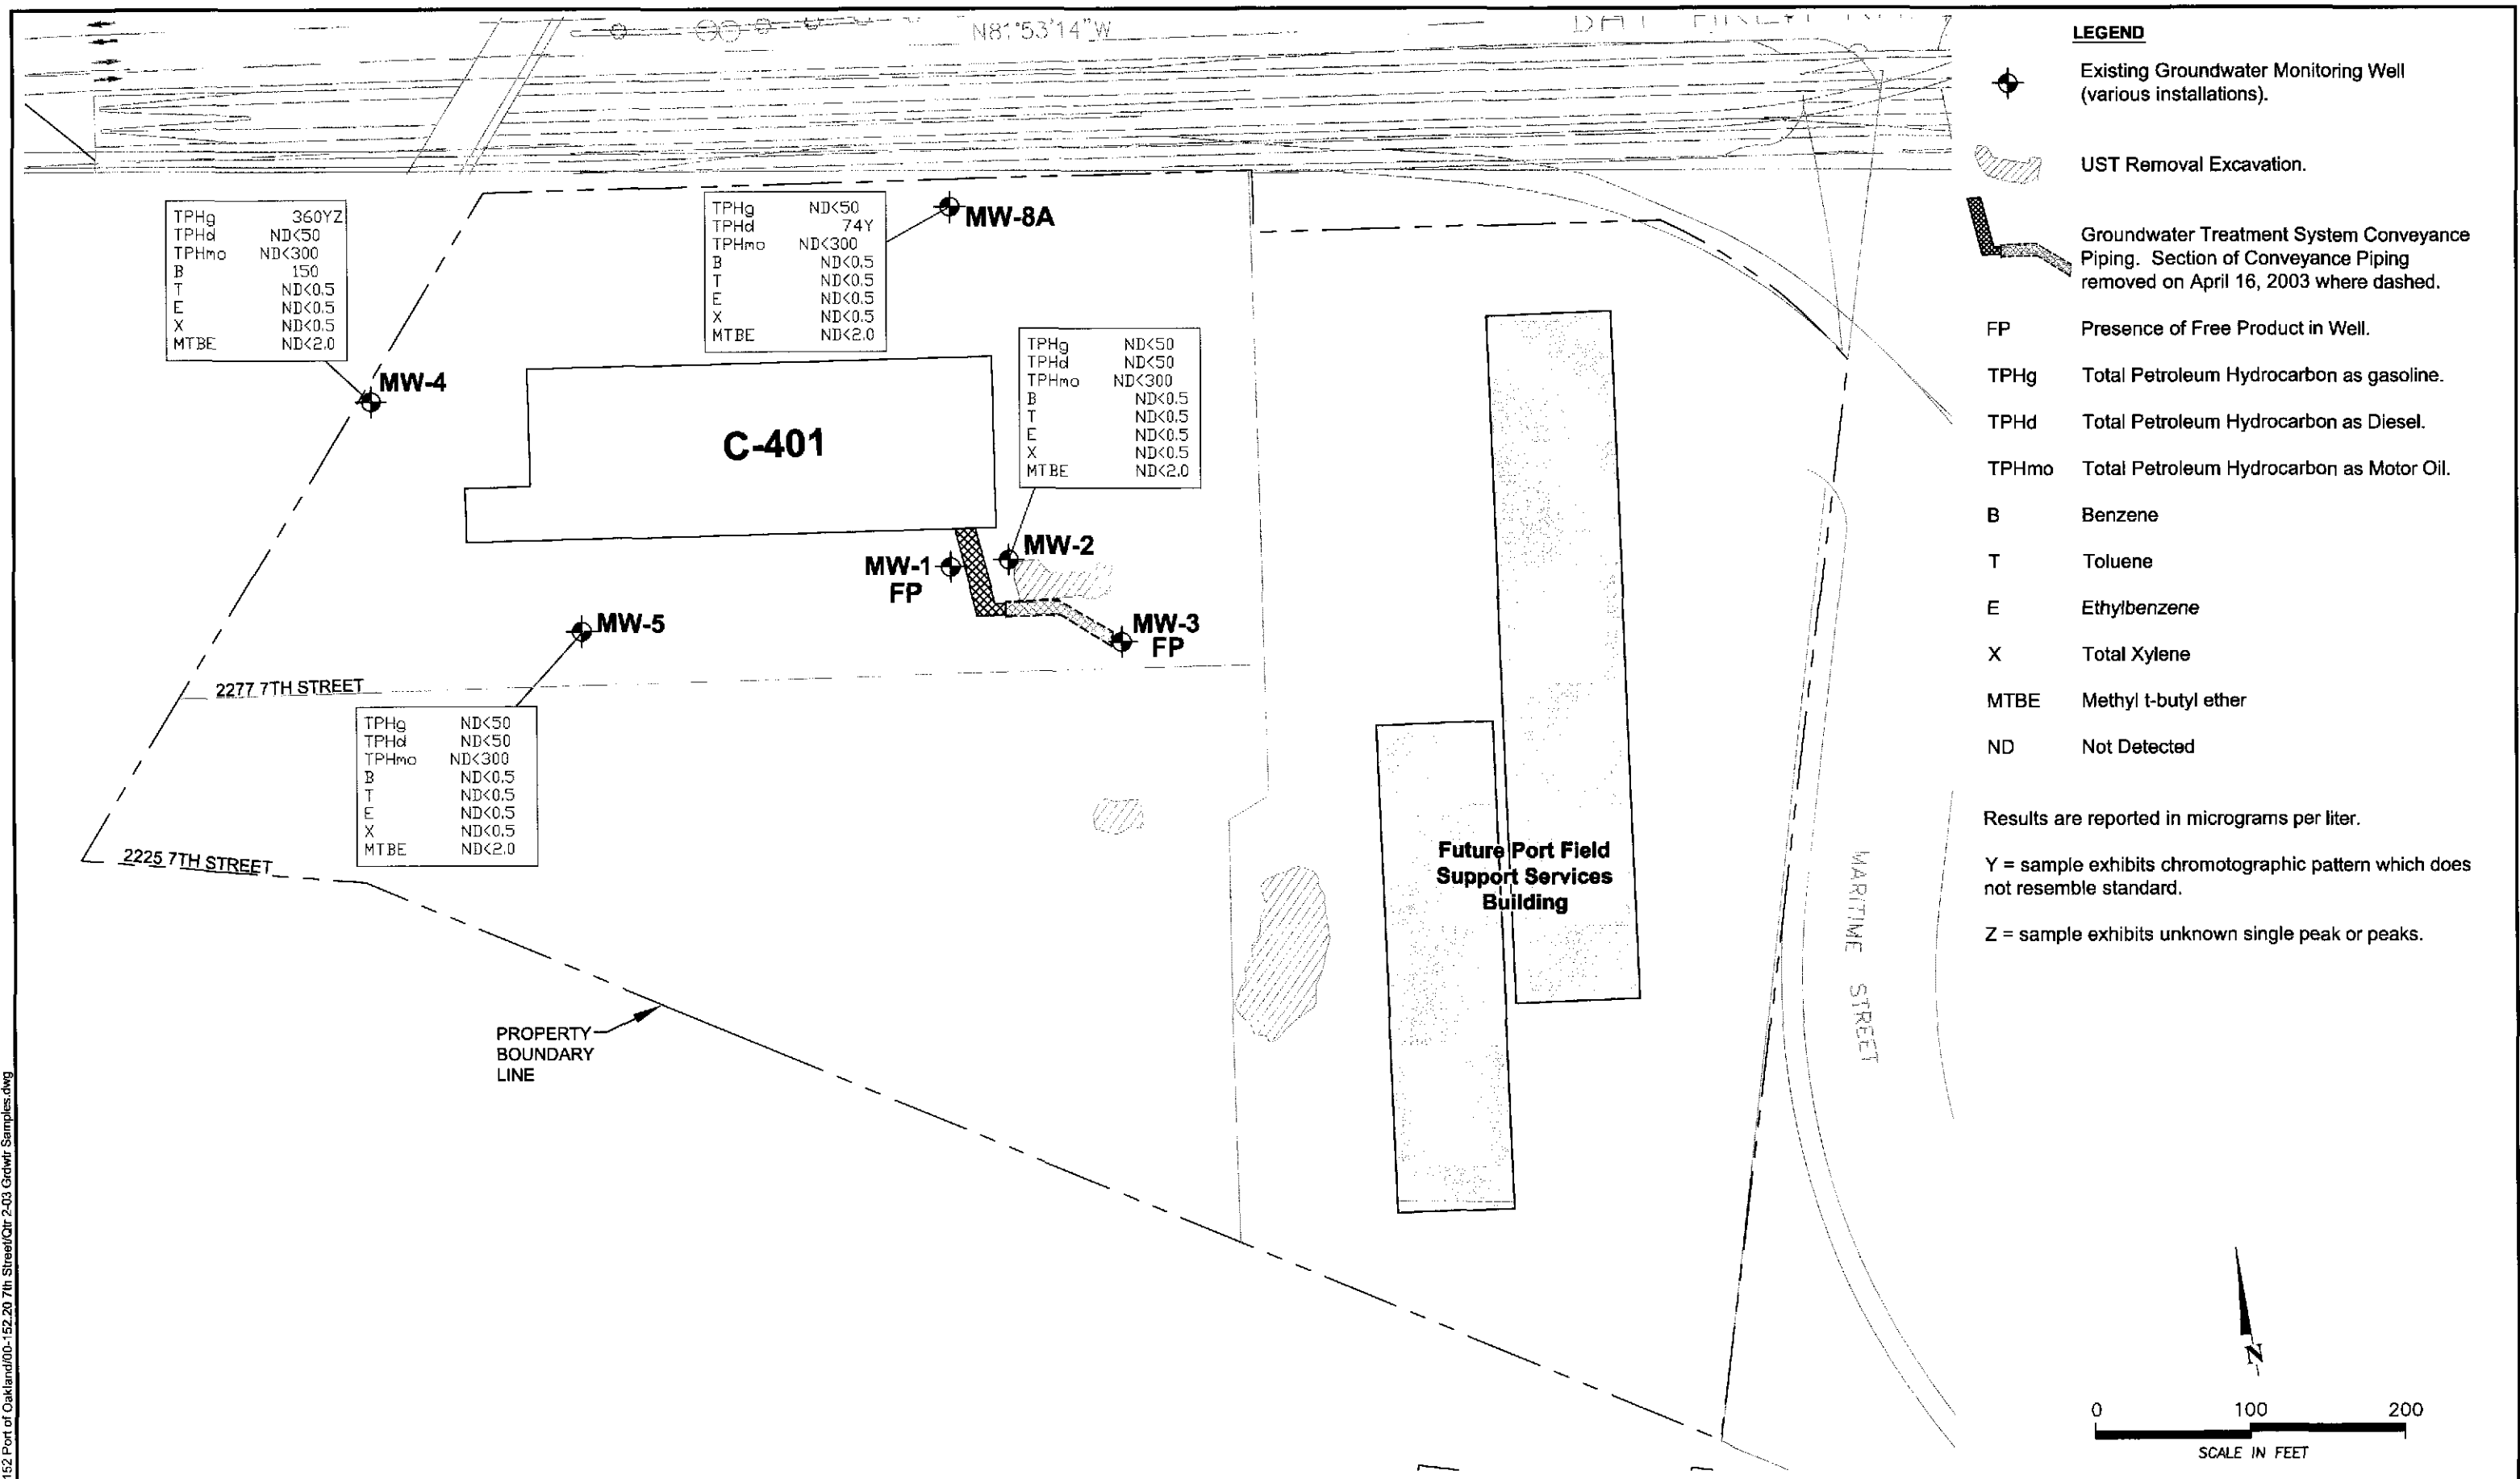 N81°53'14"W
TPHg 360YZ
TPHd ND<50
TPHmo ND<300
B 150
T ND<0.5
E ND<0.5
X ND<0.5
MTBE ND<2.0
MW-4
TPHg ND<50
TPHd 74Y
TPHmo ND<300
B ND<0.5
T ND<0.5
E ND<0.5
X ND<0.5
MTBE ND<2.0
MW-8A
TPHg ND<50
TPHd ND<50
TPHmo ND<300
B ND<0.5
T ND<0.5
E ND<0.5
X ND<0.5
MTBE ND<2.0
C-401
MW-2
MW-1
FP
MW-3
FP
MW-5
2277 7TH STREET
TPHg ND<50
TPHd ND<50
TPHmo ND<300
B ND<0.5
T ND<0.5
E ND<0.5
X ND<0.5
MTBE ND<2.0
2225 7TH STREET
PROPERTY
BOUNDARY
LINE
Future Port Field
Support Services
Building
MARITIME STREET
LEGEND
Existing Groundwater Monitoring Well
(various installations).
UST Removal Excavation.
Groundwater Treatment System Conveyance
Piping. Section of Conveyance Piping
removed on April 16, 2003 where dashed.
FP Presence of Free Product in Well.
TPHg Total Petroleum Hydrocarbon as gasoline.
TPHd Total Petroleum Hydrocarbon as Diesel.
TPHmo Total Petroleum Hydrocarbon as Motor Oil.
B Benzene
T Toluene
E Ethylbenzene
X Total Xylene
MTBE Methyl t-butyl ether
ND Not Detected
Results are reported in micrograms per liter.
Y = sample exhibits chromotographic pattern which does
not resemble standard.
Z = sample exhibits unknown single peak or peaks.
N
0 100 200
SCALE IN FEET
152 Port of Oakland/00-152.20 7th Street/Qtr 2-03 Grdwtr Samples.dwg